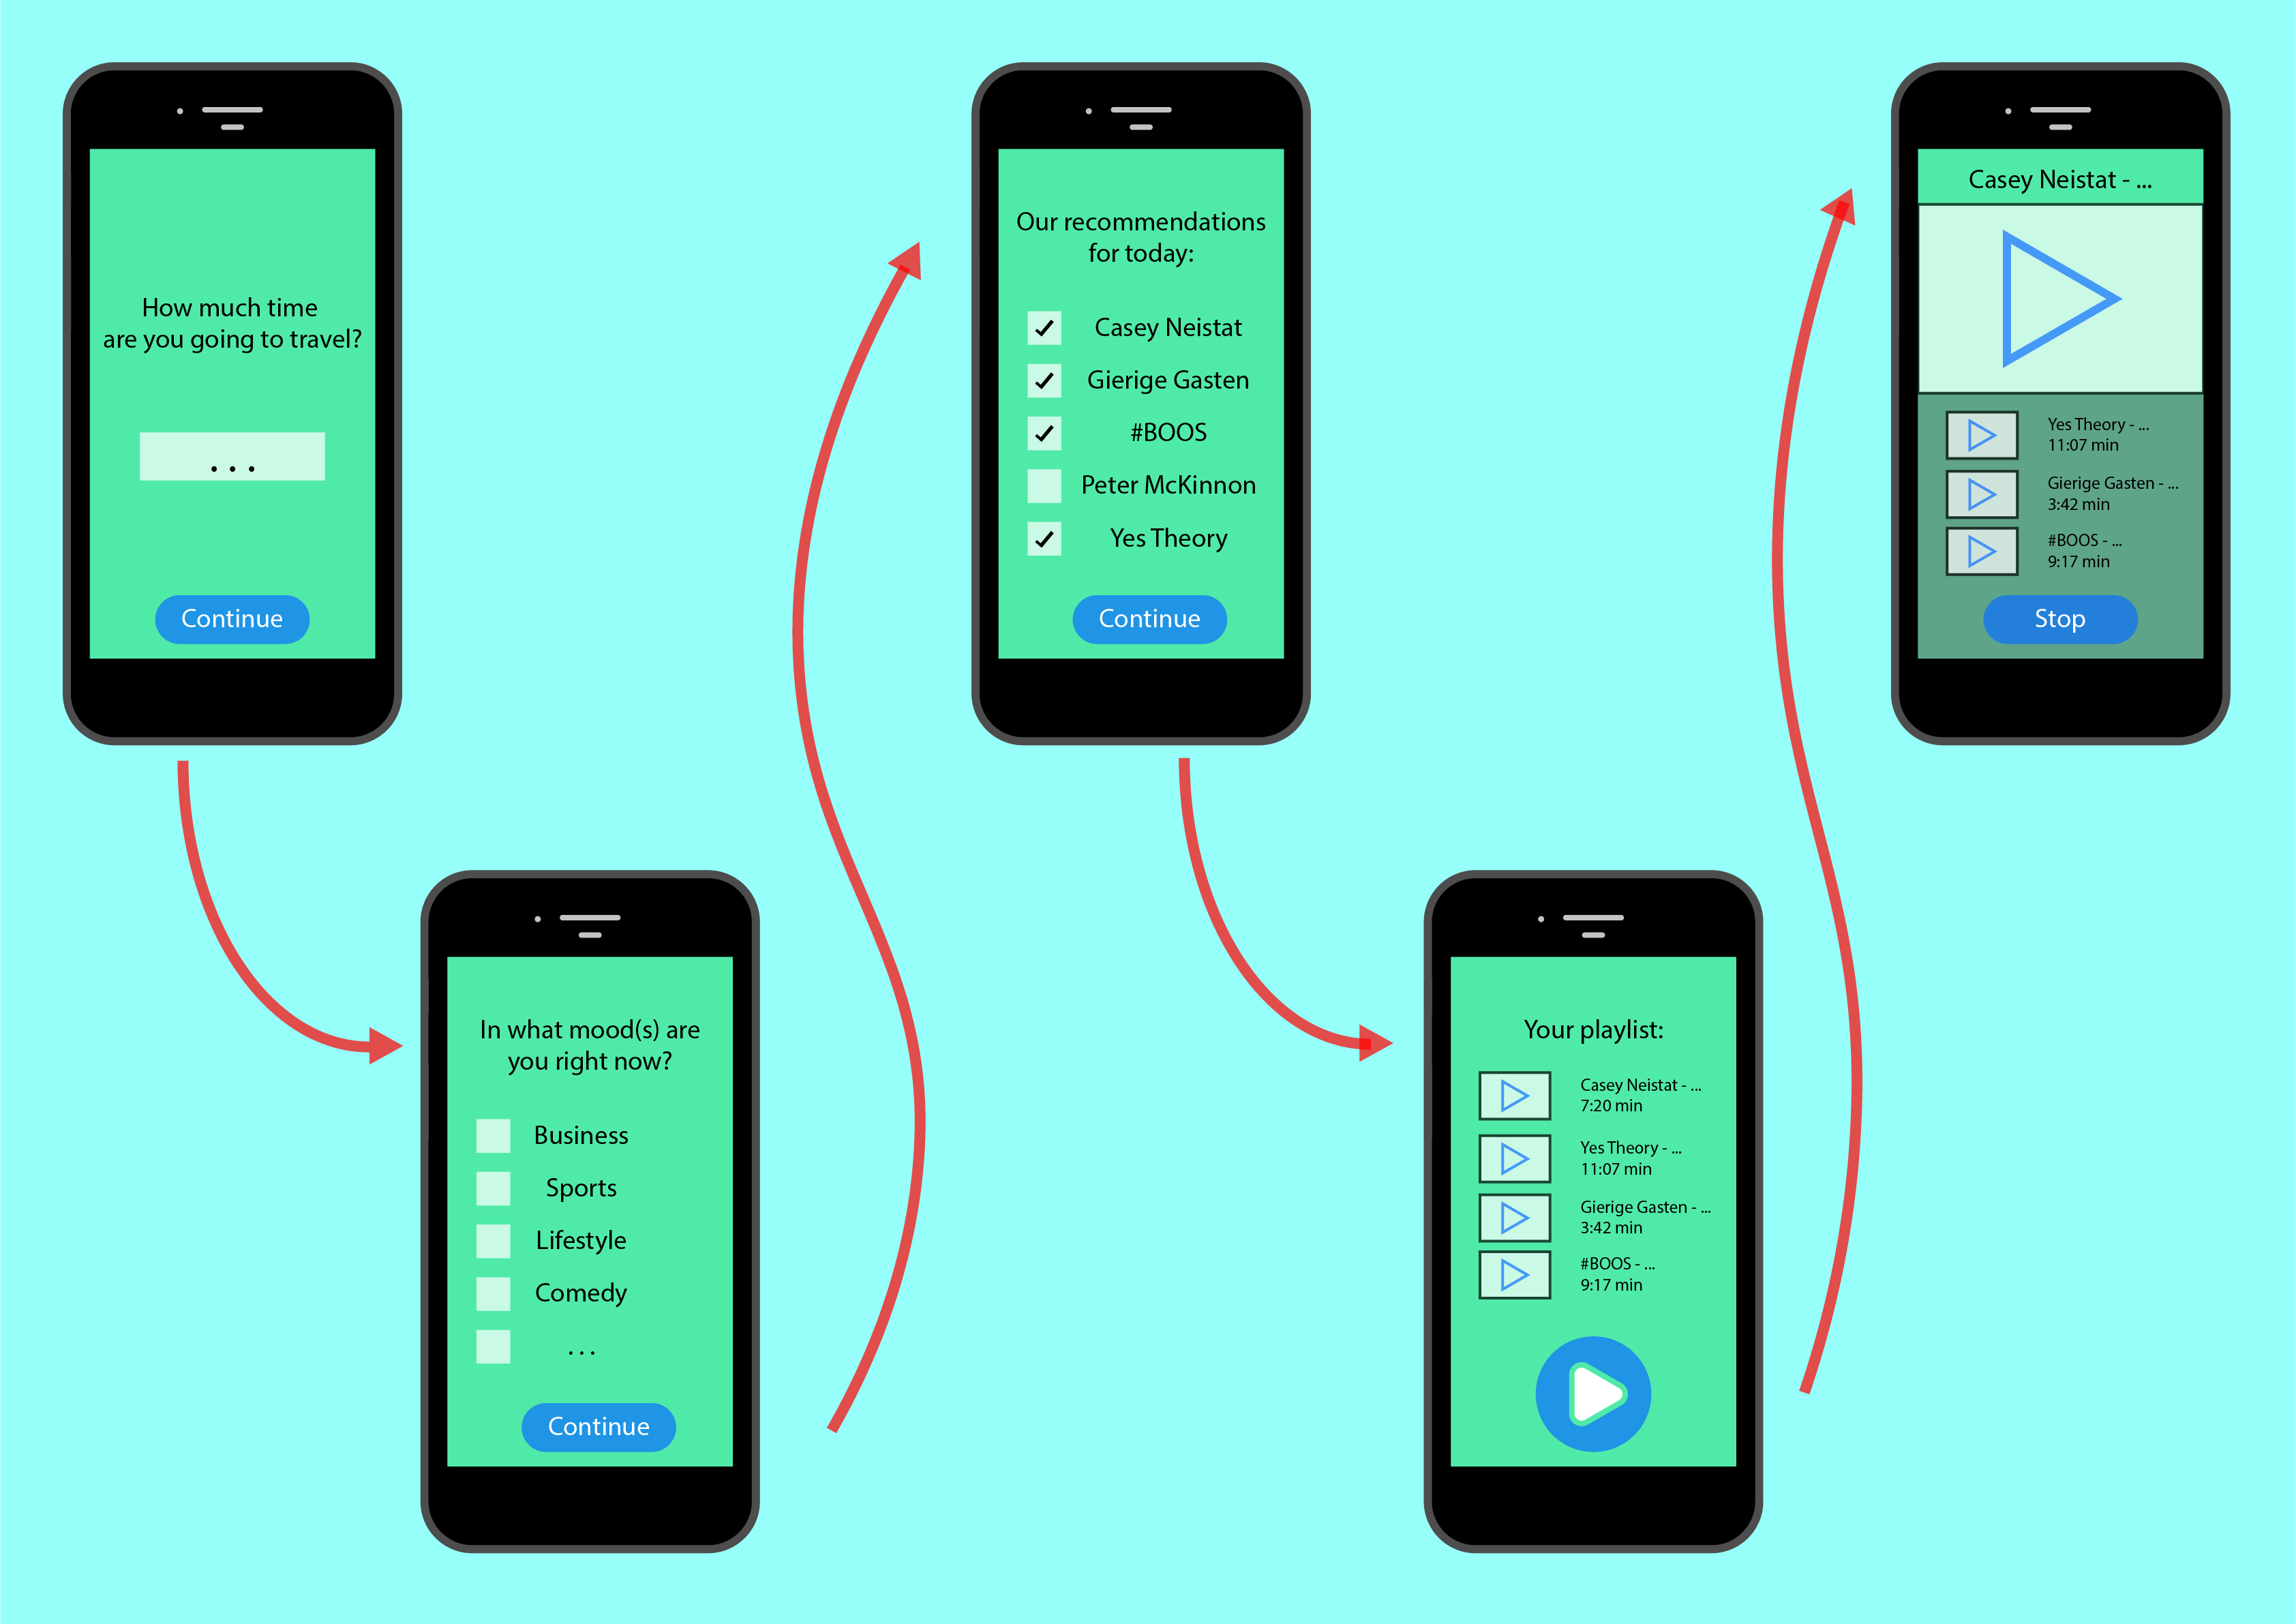 How much time
are you going to travel?
...
Continue
In what mood(s) are
you right now?
Business
Sports
Lifestyle
Comedy
...
Continue
Our recommendations
for today:
Casey Neistat
Gierige Gasten
#BOOS
Peter McKinnon
Yes Theory
Continue
Your playlist:
Casey Neistat - ...
7:20 min
Yes Theory - ...
11:07 min
Gierige Gasten - ...
3:42 min
#BOOS - ...
9:17 min
Casey Neistat - ...
Yes Theory - ...
11:07 min
Gierige Gasten - ...
3:42 min
#BOOS - ...
9:17 min
Stop